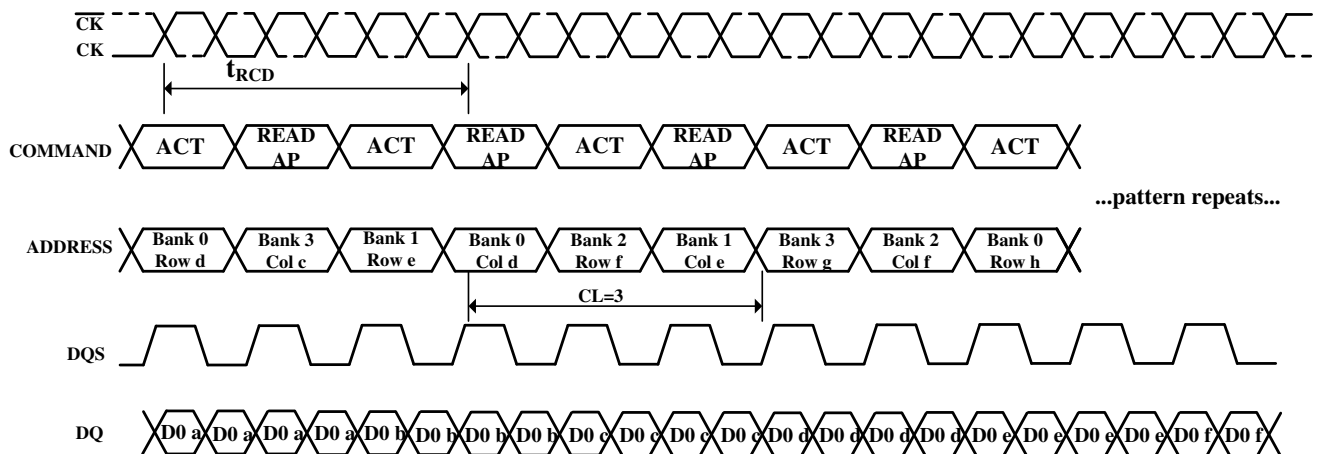 CK
CK
tRCD
COMMAND ACT READ AP ACT READ AP ACT READ AP ACT READ AP ACT
...pattern repeats...
ADDRESS Bank 0 Row d Bank 3 Col c Bank 1 Row e Bank 0 Col d Bank 2 Row f Bank 1 Col e Bank 3 Row g Bank 2 Col f Bank 0 Row h
CL=3
DQS
DQ D0 a D0 a D0 a D0 a D0 b D0 b D0 b D0 b D0 c D0 c D0 c D0 c D0 d D0 d D0 d D0 d D0 e D0 e D0 e D0 e D0 f D0 f